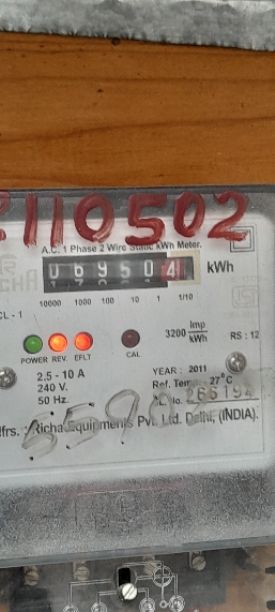 110502
A.C. 1 Phase 2 Wire Static kWh Meter.
069504 kWh
10000 1000 100 10 1 1/10
CL - 1
3200 Imp/kWh
RS : 12
POWER REV. EFLT CAL
2.5 - 10 A
240 V.
50 Hz.
YEAR : 2011
Ref. Temp. 27°C
Mfrs. : Richa Equipments Pvt. Ltd. Delhi, (INDIA).